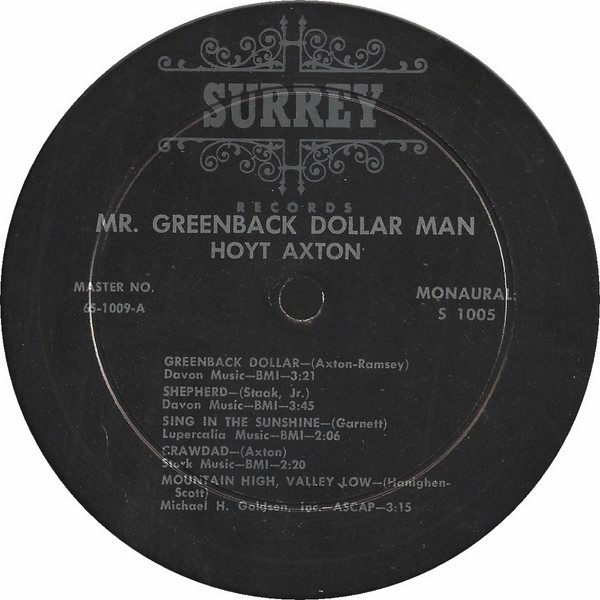 SURREY
RECORDS
MR. GREENBACK DOLLAR MAN
HOYT AXTON
MASTER NO.
65-1009-A
MONAURAL
S 1005
GREENBACK DOLLAR—(Axton-Ramsey)
Davon Music—BMI—3:21
SHEPHERD—(Staak, Jr.)
Davon Music—BMI—3:45
SING IN THE SUNSHINE—(Garnett)
Lupercalia Music—BMI—2:06
CRAWDAD—(Axton)
Stork Music—BMI—2:20
MOUNTAIN HIGH, VALLEY LOW—(Hanighen-
Scott)
Michael H. Goldsen, Inc.—ASCAP—3:15